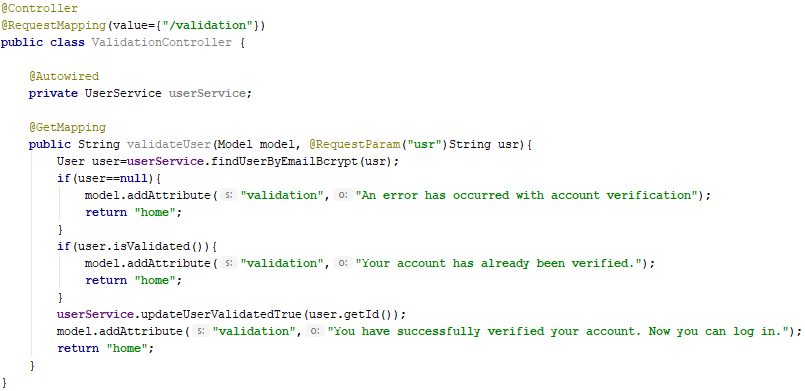 @Controller
@RequestMapping(value={"/validation"})
public class ValidationController {
@Autowired
private UserService userService;
@GetMapping
public String validateUser(Model model, @RequestParam("usr")String usr){
User user=userService.findUserByEmailBcrypt(usr);
if(user==null){
model.addAttribute( s: "validation", o: "An error has occurred with account verification");
return "home";
}
if(user.isValidated()){
model.addAttribute( s: "validation", o: "Your account has already been verified.");
return "home";
}
userService.updateUserValidatedTrue(user.getId());
model.addAttribute( s: "validation", o: "You have successfully verified your account. Now you can log in.");
return "home";
}
}